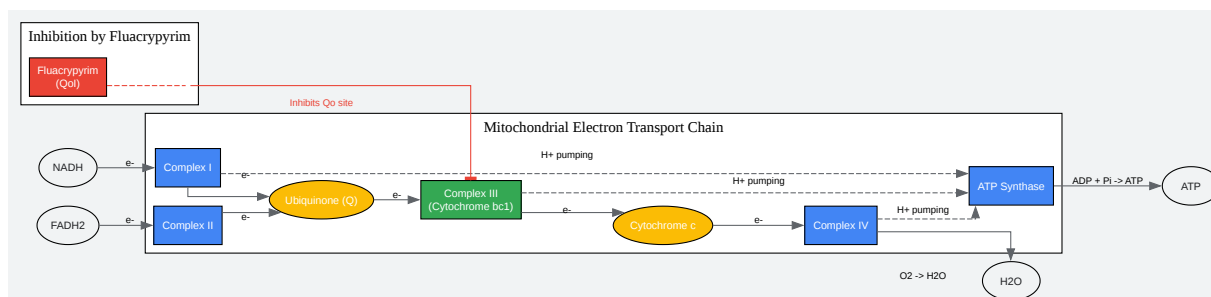 Inhibition by Fluacrypyrim
Fluacrypyrim
(QoI)
Inhibits Qo site
Mitochondrial Electron Transport Chain
NADH
e-
Complex I
e-
H+ pumping
Ubiquinone (Q)
e-
Complex III
(Cytochrome bc1)
H+ pumping
ATP Synthase
ADP + Pi -> ATP
ATP
FADH2
e-
Complex II
e-
e-
Cytochrome c
e-
Complex IV
H+ pumping
O2 -> H2O
H2O